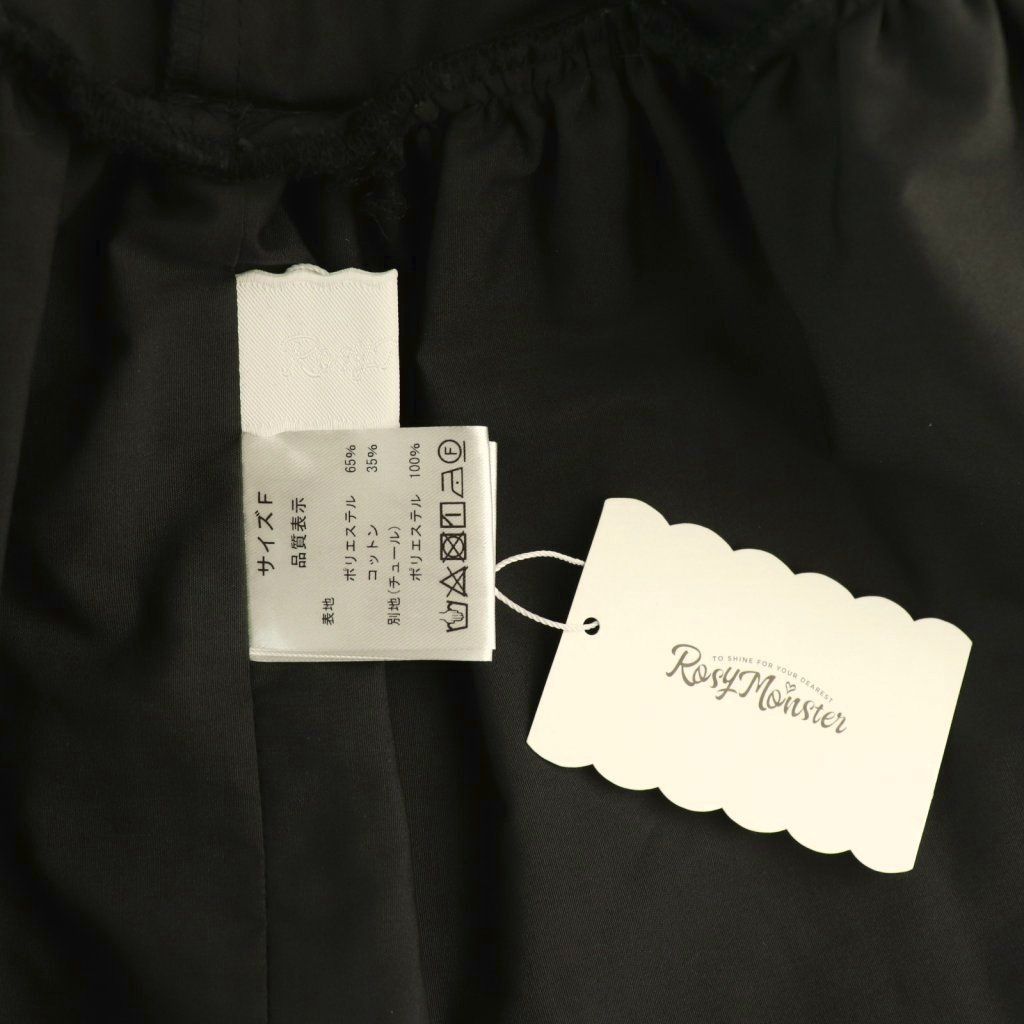 Rosy
サイズF
品質表示
表地
ポリエステル 65%
コットン 35%
別地(チュール)
ポリエステル 100%
1
F
TO SHINE FOR YOUR DEAREST
RosyMonster